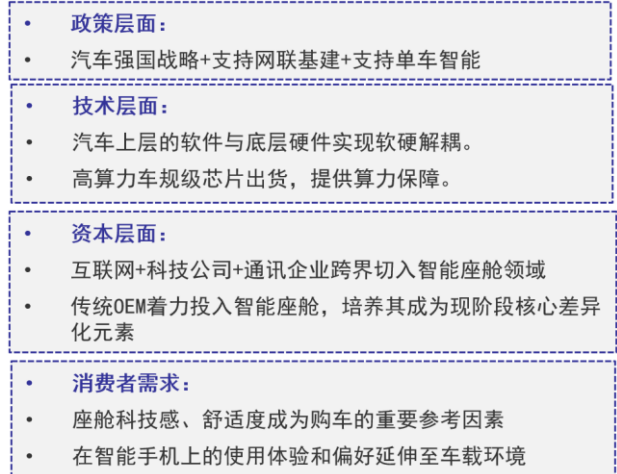 • 政策层面：
• 汽车强国战略+支持网联基建+支持单车智能
• 技术层面：
• 汽车上层的软件与底层硬件实现软硬解耦。
• 高算力车规级芯片出货，提供算力保障。
• 资本层面：
• 互联网+科技公司+通讯企业跨界切入智能座舱领域
• 传统OEM着力投入智能座舱，培养其成为现阶段核心差异
化元素
• 消费者需求：
• 座舱科技感、舒适度成为购车的重要参考因素
• 在智能手机上的使用体验和偏好延伸至车载环境